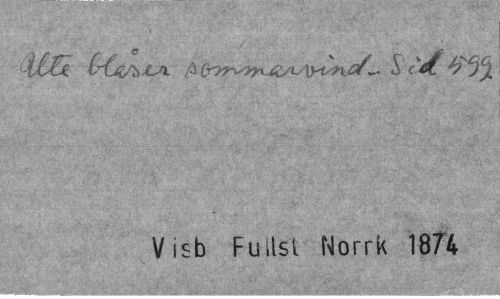 Ute blåser sommarvind - Sid 599
Visb Fullst Norrk 1874